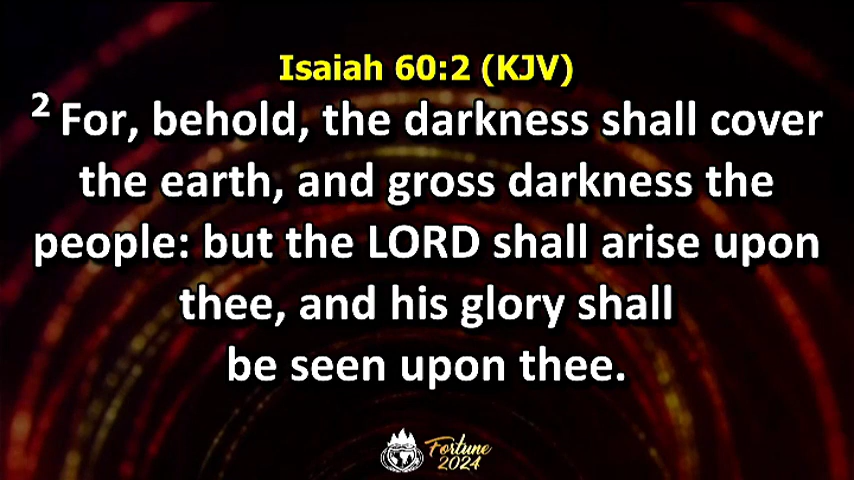 Isaiah 60:2 (KJV)
2 For, behold, the darkness shall cover
the earth, and gross darkness the
people: but the LORD shall arise upon
thee, and his glory shall
be seen upon thee.
Fortune
2024